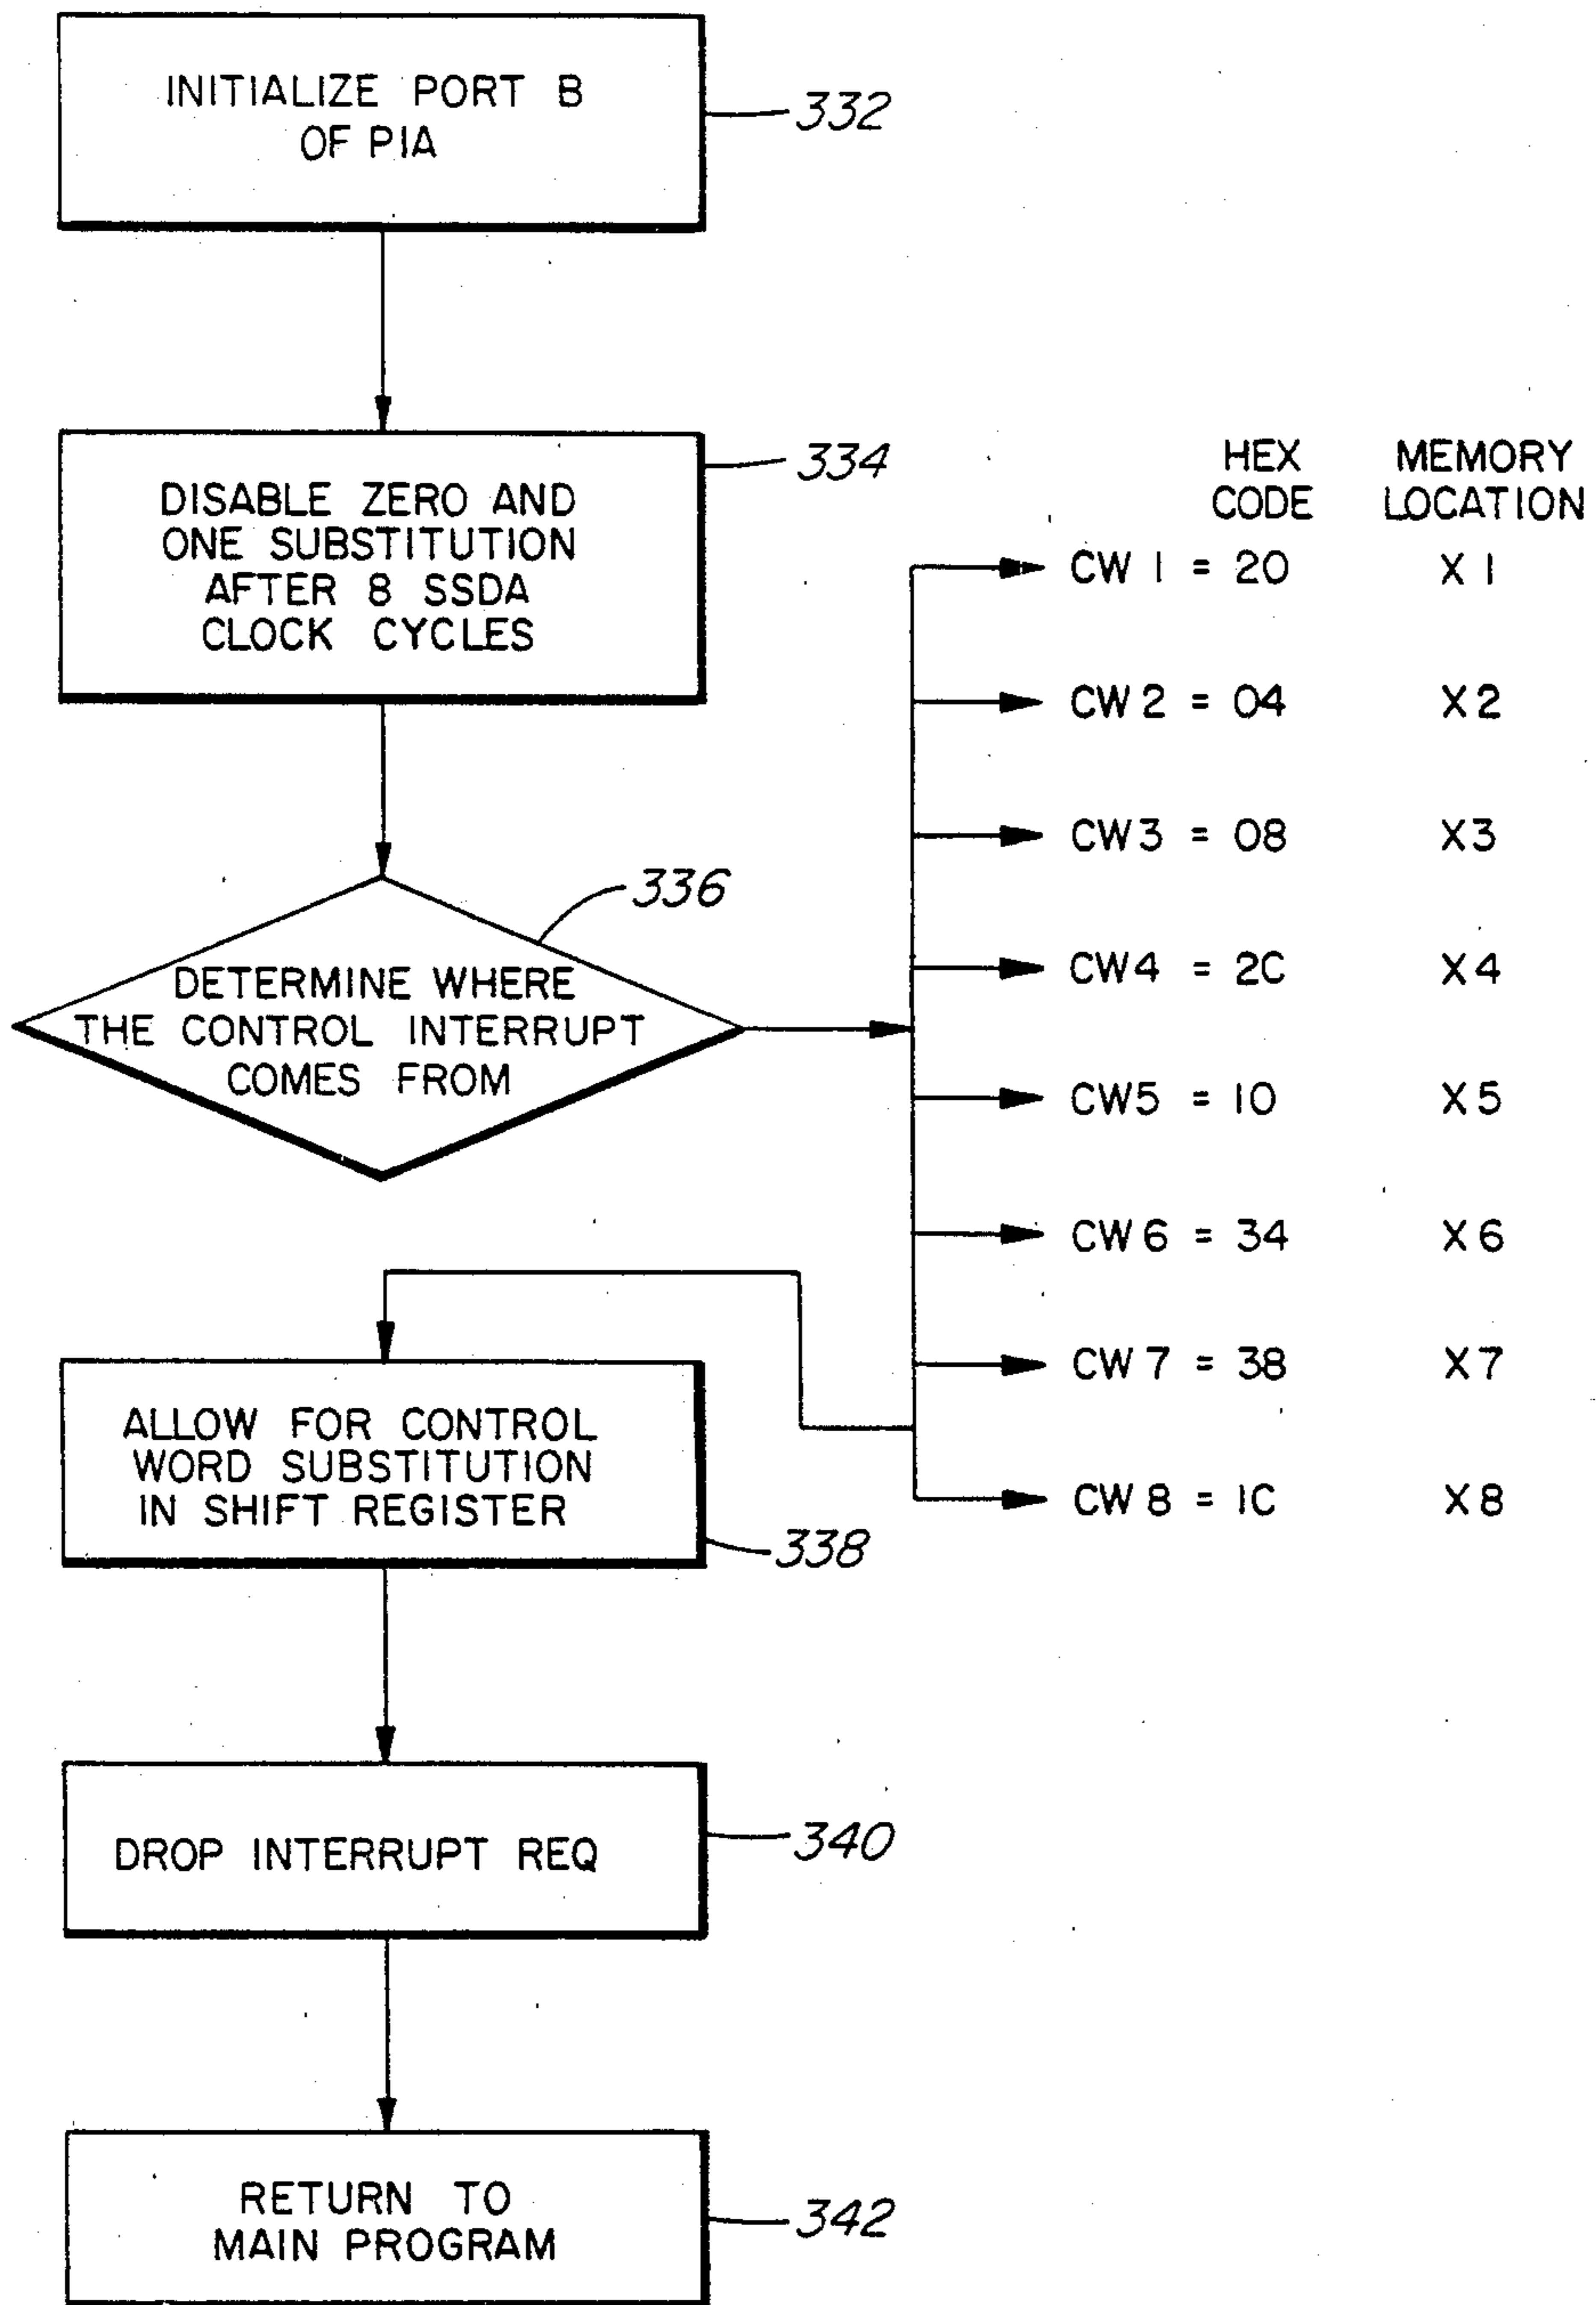 INITIALIZE PORT B
OF PIA
332
DISABLE ZERO AND
ONE SUBSTITUTION
AFTER 8 SSDA
CLOCK CYCLES
334
DETERMINE WHERE
THE CONTROL INTERRUPT
COMES FROM
336
HEX CODE MEMORY LOCATION
CW 1 = 20 X 1
CW 2 = 04 X 2
CW 3 = 08 X 3
CW 4 = 2C X 4
CW 5 = 10 X 5
CW 6 = 34 X 6
CW 7 = 38 X 7
CW 8 = 1C X 8
ALLOW FOR CONTROL
WORD SUBSTITUTION
IN SHIFT REGISTER
338
DROP INTERRUPT REQ
340
RETURN TO
MAIN PROGRAM
342